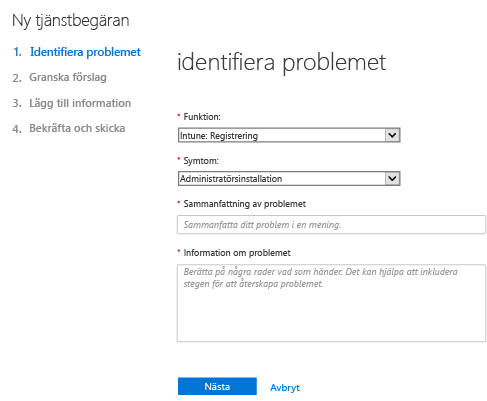 Ny tjänstbegäran
1. Identifiera problemet
2. Granska förslag
3. Lägg till information
4. Bekräfta och skicka
identifiera problemet
* Funktion:
Intune: Registrering
* Symtom:
Administratörsinstallation
* Sammanfattning av problemet
Sammanfatta ditt problem i en mening.
* Information om problemet
Berätta på några rader vad som händer. Det kan hjälpa att inkludera
stegen för att återskapa problemet.
Nästa
Avbryt